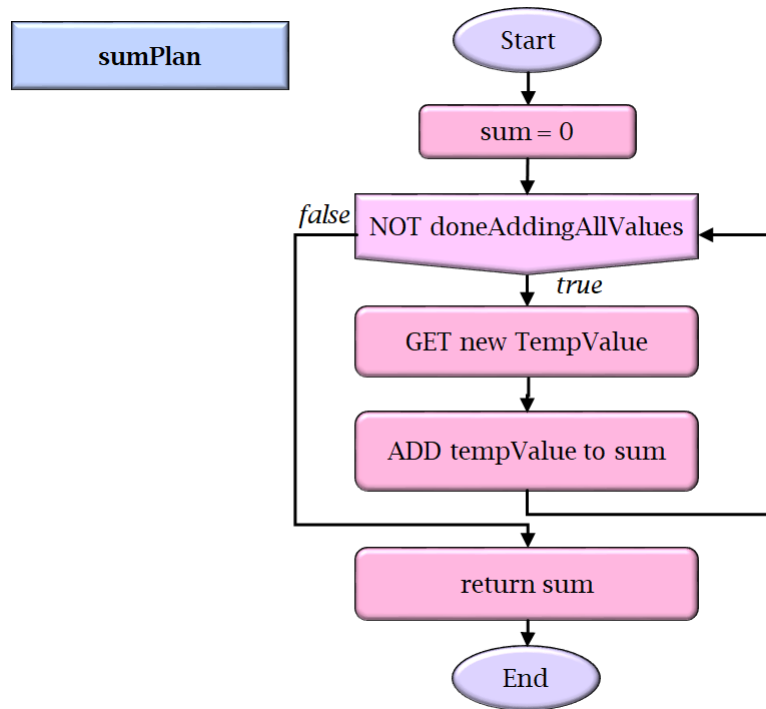 sumPlan
Start
sum = 0
false
NOT doneAddingAllValues
true
GET new TempValue
ADD tempValue to sum
return sum
End